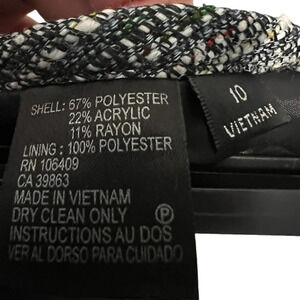 SHELL: 67% POLYESTER
22% ACRYLIC
11% RAYON
LINING: 100% POLYESTER
RN 106409
CA 39863
MADE IN VIETNAM
DRY CLEAN ONLY
INSTRUCTIONS AU DOS
VER AL DORSO PARA CUIDADO
P
10
VIETNAM